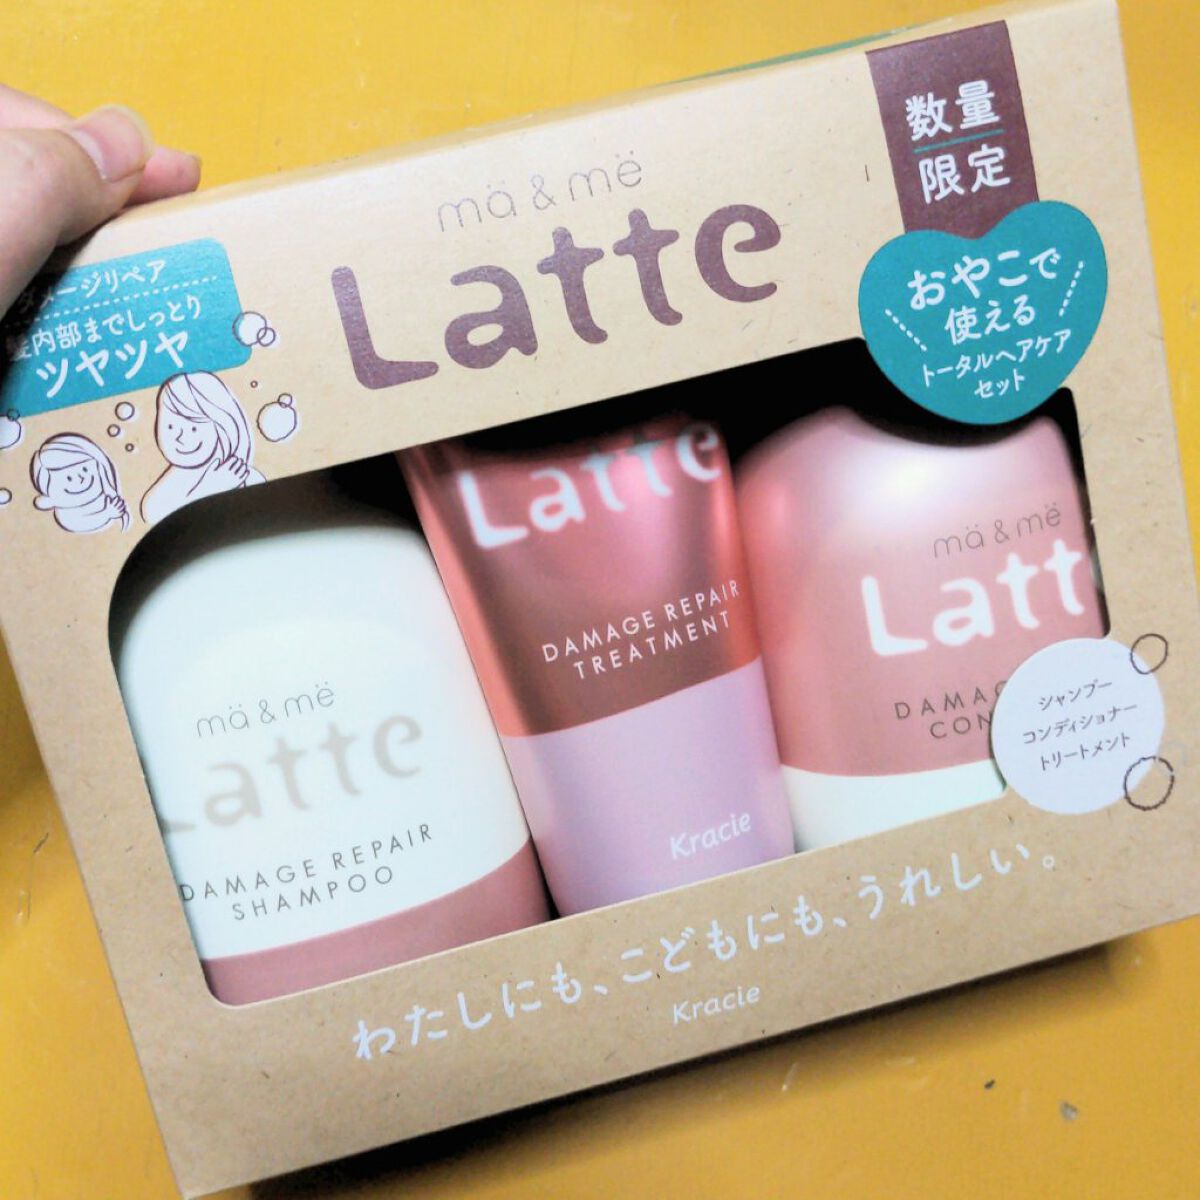 mä & më
Latte
数量
限定
おやこで
使える
トータルヘアケア
セット
ダメージリペア
髪内部までしっとり
ツヤツヤ
mä & më
Latte
DAMAGE REPAIR
SHAMPOO
Latte
DAMAGE REPAIR
TREATMENT
Kracie
mä & më
Latt
DAMAG
CON
シャンプー
コンディショナー
トリートメント
わたしにも、こどもにも、うれしい。
Kracie